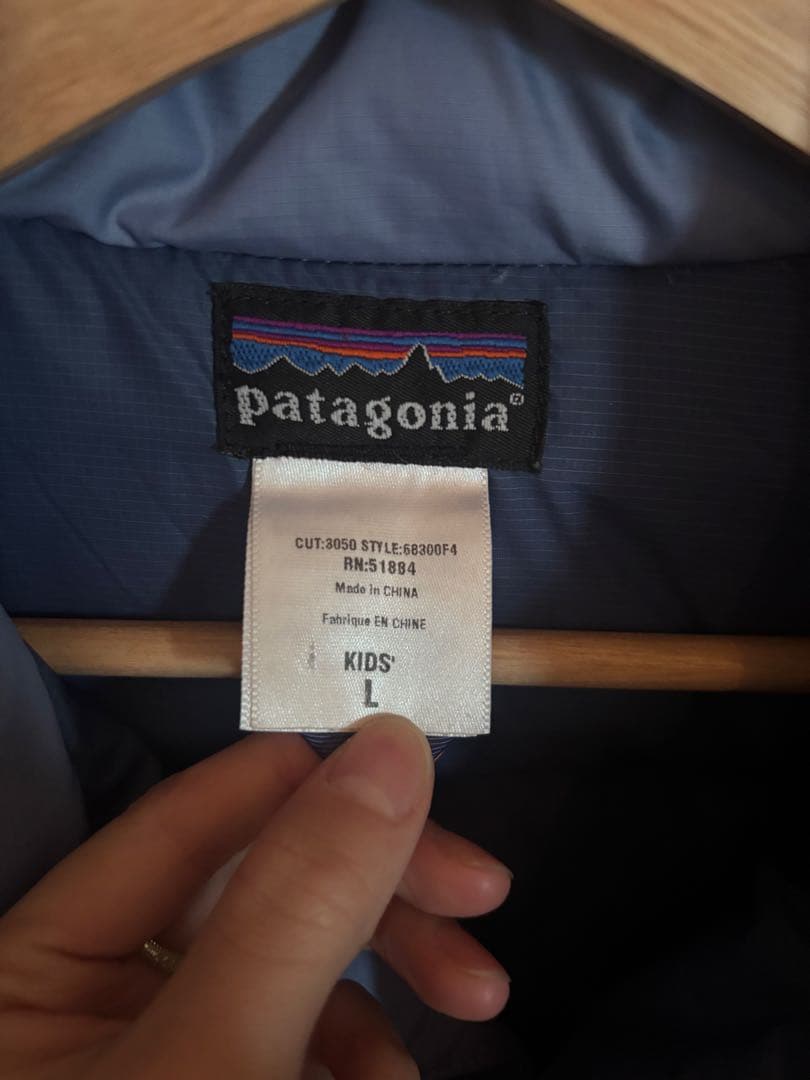 patagonia®
CUT:3050 STYLE:68300F4
RN:51884
Made in CHINA
Fabrique EN CHINE
KIDS'
L